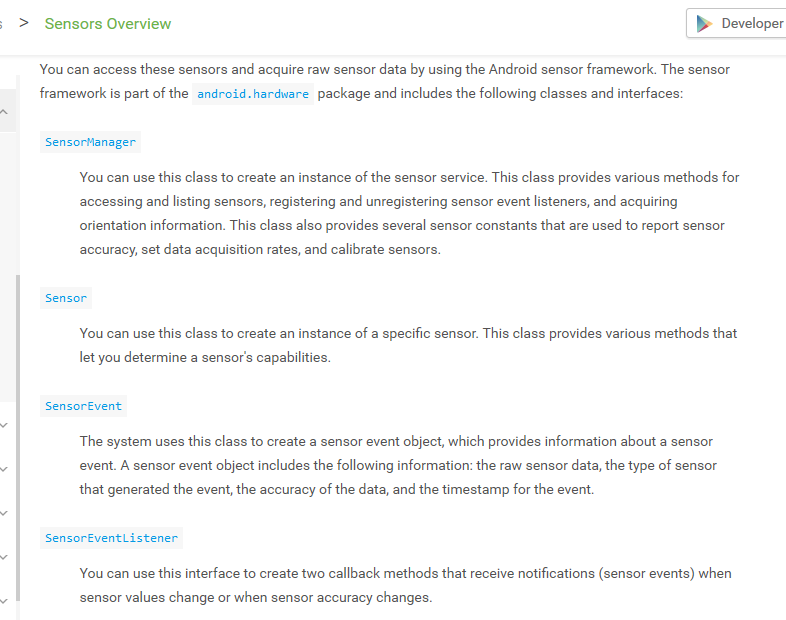 s > Sensors Overview
Developer
You can access these sensors and acquire raw sensor data by using the Android sensor framework. The sensor
framework is part of the android.hardware package and includes the following classes and interfaces:
SensorManager
You can use this class to create an instance of the sensor service. This class provides various methods for
accessing and listing sensors, registering and unregistering sensor event listeners, and acquiring
orientation information. This class also provides several sensor constants that are used to report sensor
accuracy, set data acquisition rates, and calibrate sensors.
Sensor
You can use this class to create an instance of a specific sensor. This class provides various methods that
let you determine a sensor's capabilities.
SensorEvent
The system uses this class to create a sensor event object, which provides information about a sensor
event. A sensor event object includes the following information: the raw sensor data, the type of sensor
that generated the event, the accuracy of the data, and the timestamp for the event.
SensorEventListener
You can use this interface to create two callback methods that receive notifications (sensor events) when
sensor values change or when sensor accuracy changes.